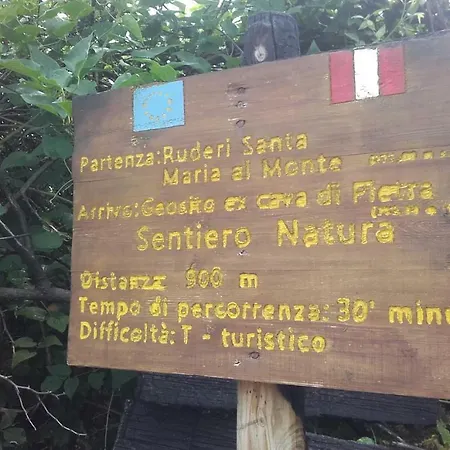 Partenza: Ruderi Santa
Maria al Monte
Arrivo: Geosito ex cava di Pietra
Sentiero Natura
Distanza 900 m
Tempo di percorrenza: 30' minu
Difficoltà: T - turistico